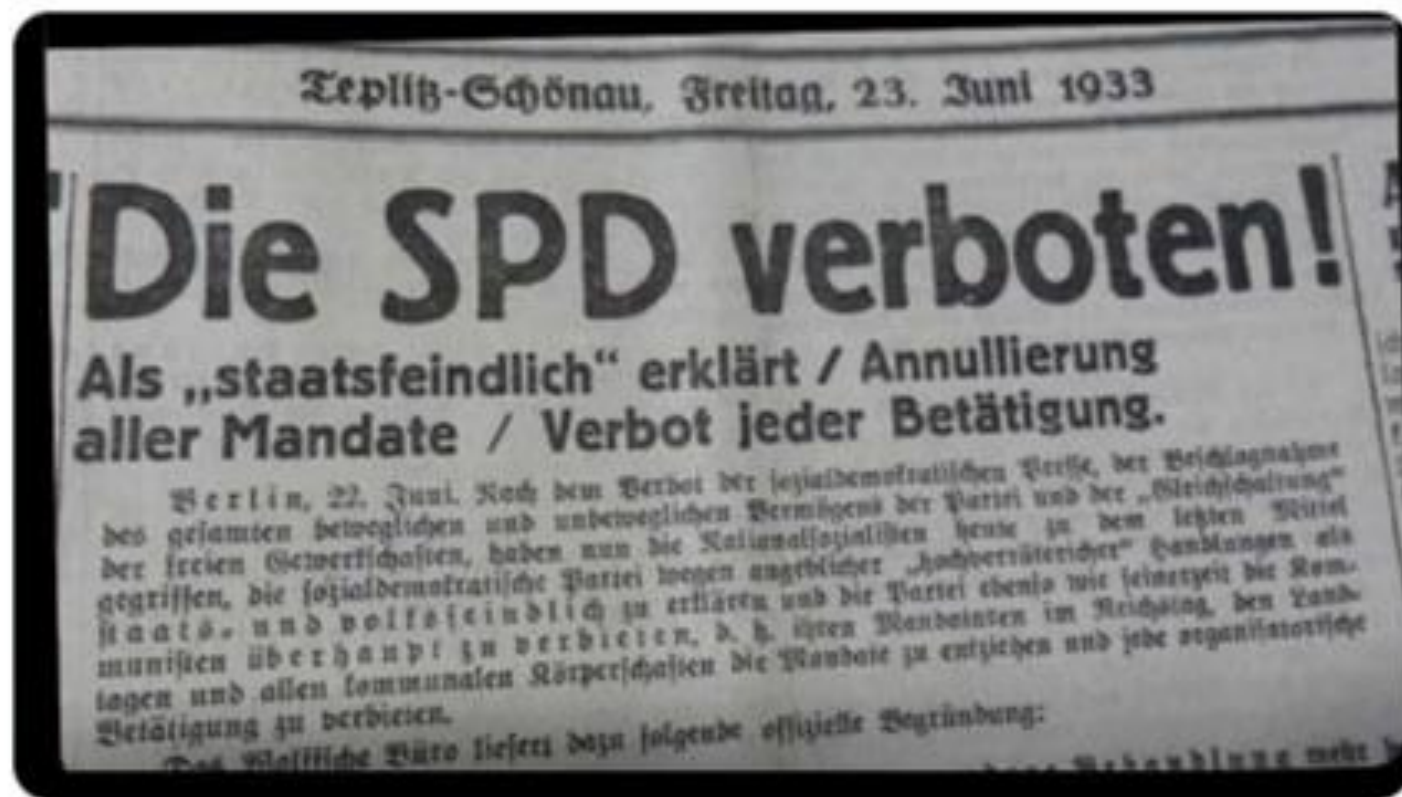 Teplitz-Schönau, Freitag, 23. Juni 1933
Die SPD verboten!
Als „staatsfeindlich“ erklärt / Annullierung
aller Mandate / Verbot jeder Betätigung.
Berlin, 22. Juni. Nach dem Verbot der sozialdemokratischen Presse, der Beschlagnahme
des gesamten beweglichen und unbeweglichen Vermögens der Partei und der „Gleichschaltung“
der freien Gewerkschaften, haben nun die Nationalsozialisten heute zu dem letzten Mittel
gegriffen, die sozialdemokratische Partei wegen angeblicher „hochverräterischer“ Handlungen als
staats- und volksfeindlich zu erklären und die Partei ebenso wie seinerzeit die Kom-
munisten überhaupt zu verbieten, d. h. ihren Mandataren im Reichstag, den Land-
tagen und allen kommunalen Körperschaften die Mandate zu entziehen und jede organisatorische
Betätigung zu verbieten.
Das Wolffsche Büro liefert dazu folgende offizielle Begründung:
Behandlung mehr